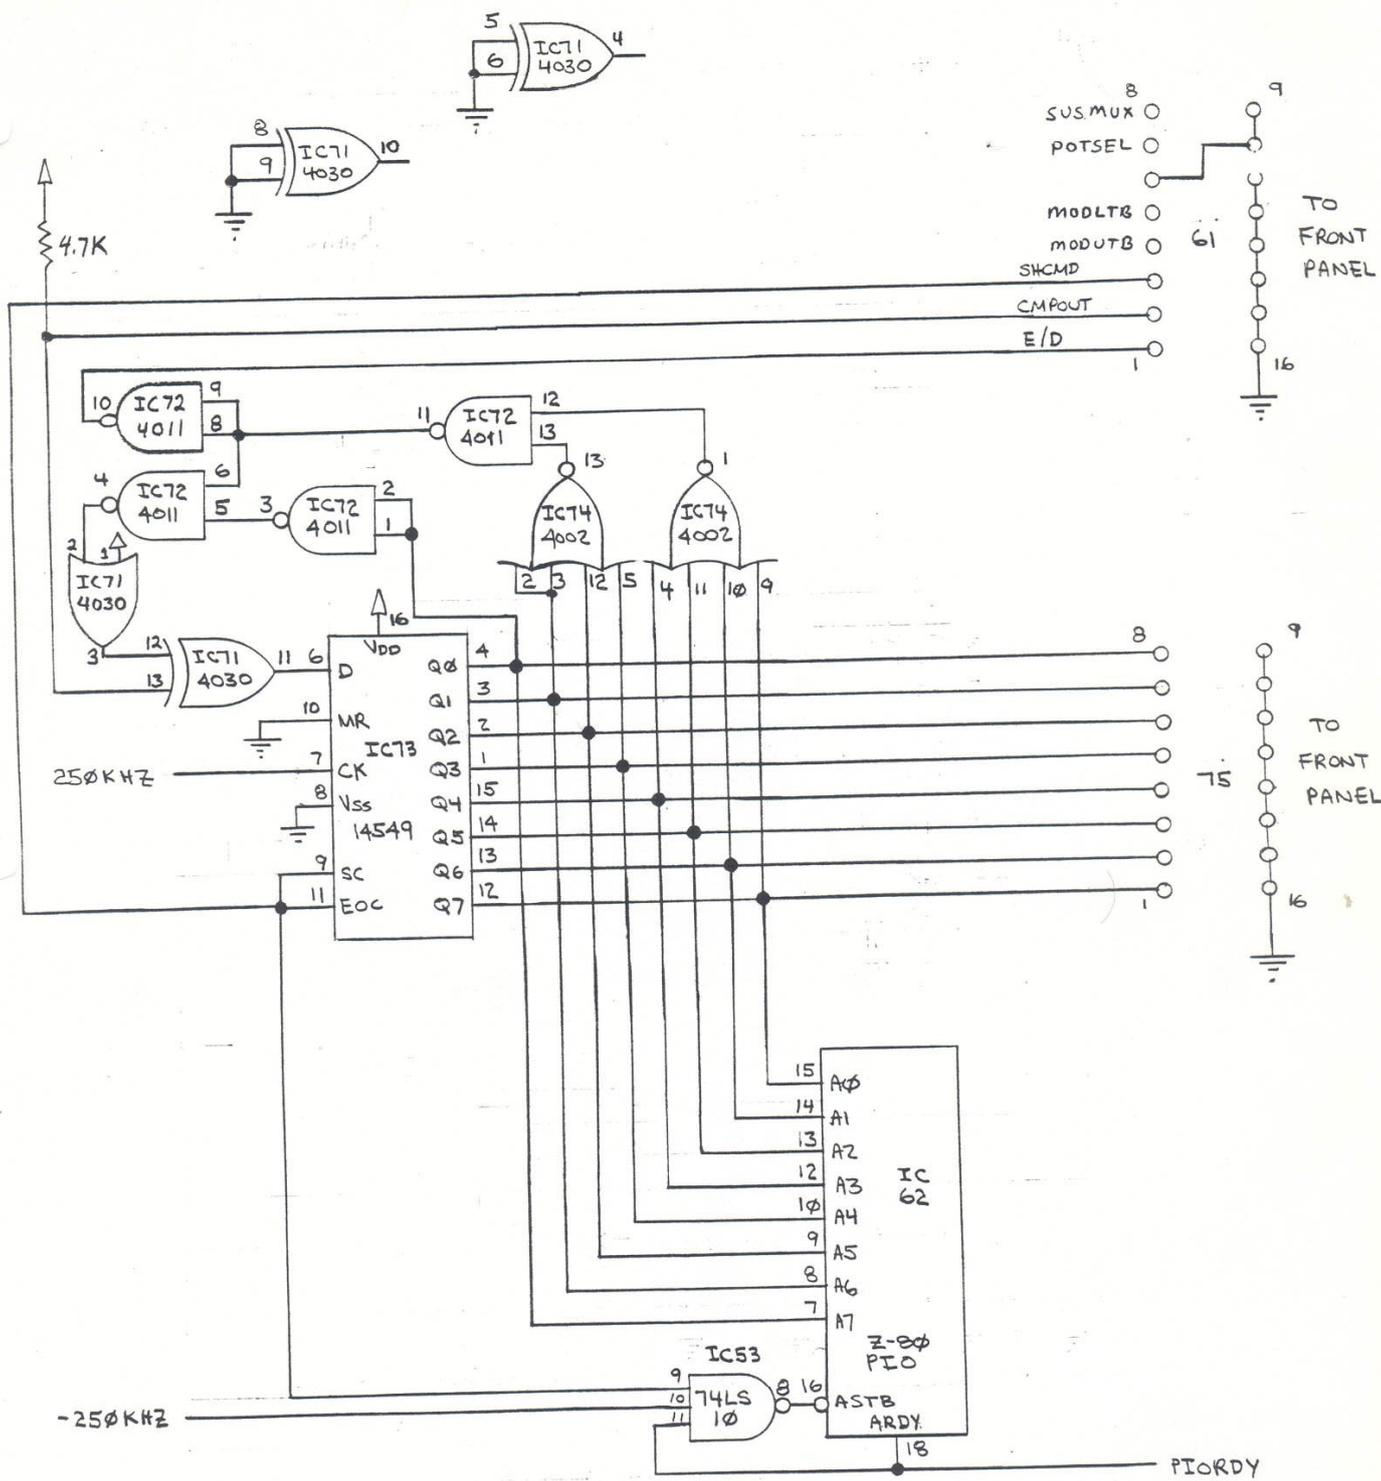 5
6
IC71
4030
4
8
9
IC71
4030
10
4.7K
8
9
SUS.MUX
POTSEL
MODLTB
MODUTB
61
TO
FRONT
PANEL
SHCMD
CMPOUT
E/D
1
16
10
IC72
4011
9
8
11
IC72
4011
12
13
13
1
4
IC72
4011
6
5
3
IC72
4011
2
1
IC74
4002
IC74
4002
2
3
12
5
4
11
10
9
2
1
IC71
4030
3
12
13
IC71
4030
11
16
VDD
6
D
Q0
4
10
MR
Q1
3
Q2
2
IC73
250KHZ
7
CK
Q3
1
8
VSS
Q4
15
14549
Q5
14
9
SC
Q6
13
11
EOC
Q7
12
8
9
75
TO
FRONT
PANEL
1
16
15
A0
14
A1
13
A2
12
A3
10
A4
9
A5
8
A6
7
A7
IC
62
Z-80
PIO
IC53
9
10
11
74LS
10
8
16
ASTB
ARDY
18
-250KHZ
PIORDY